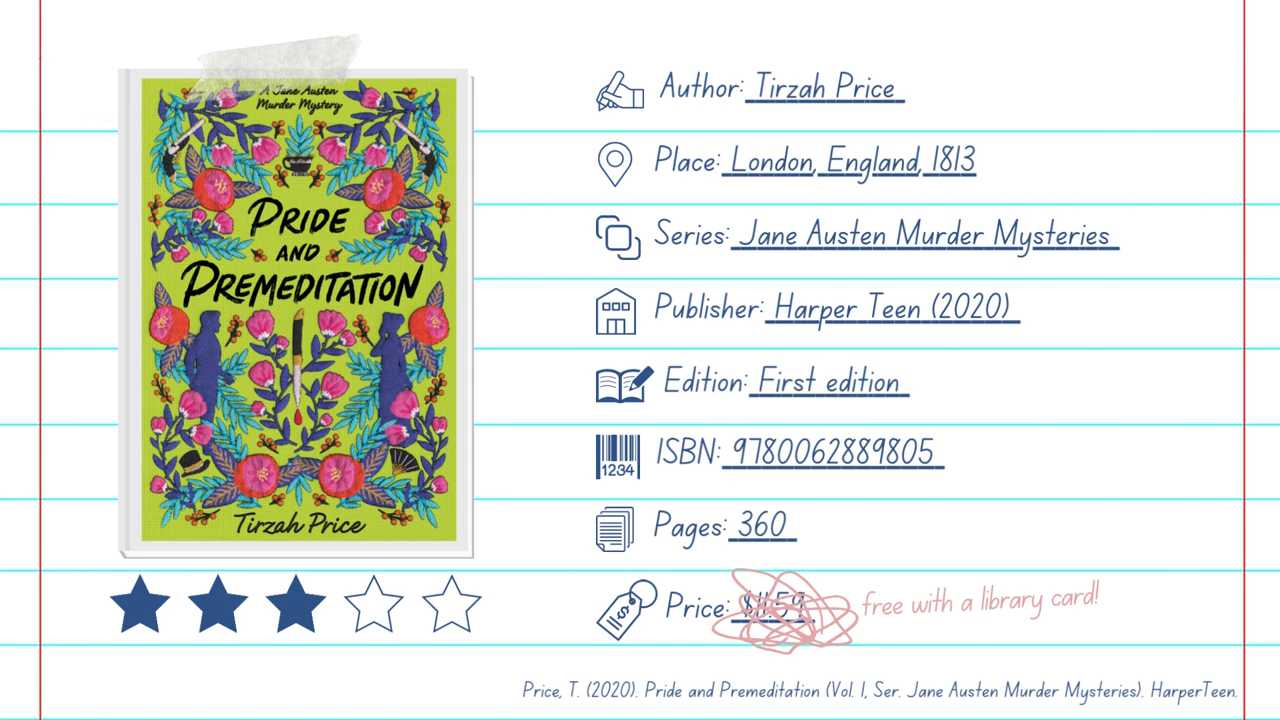 A Jane Austen
Murder Mystery
PRIDE
AND
PREMEDITATION
Tirzah Price
Author: Tirzah Price
Place: London, England, 1813
Series: Jane Austen Murder Mysteries
Publisher: Harper Teen (2020)
Edition: First edition
1234
ISBN: 9780062889805
Pages: 360
Price: $11.59 free with a library card!
Price, T. (2020). Pride and Premeditation (Vol. 1, Ser. Jane Austen Murder Mysteries). HarperTeen.